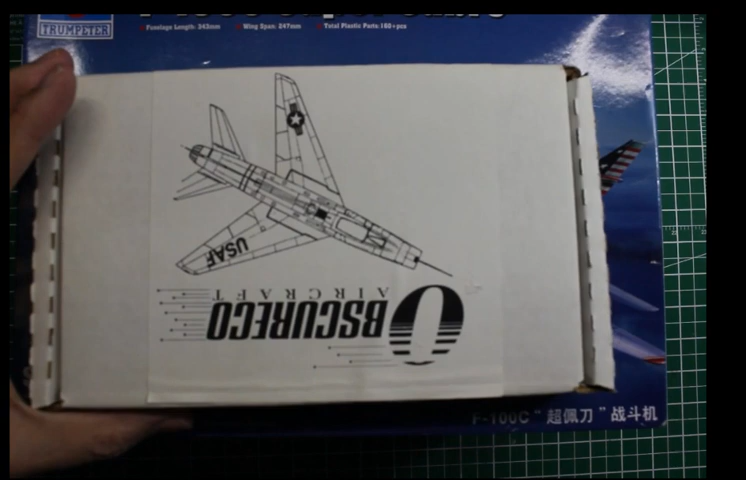 TRUMPETER
Fuselage Length: 343mm Wing Span: 247mm Total Plastic Parts: 160+pcs
USAF
AIRCRAFT
OBSCURECO
F-100C “超佩刀”战斗机